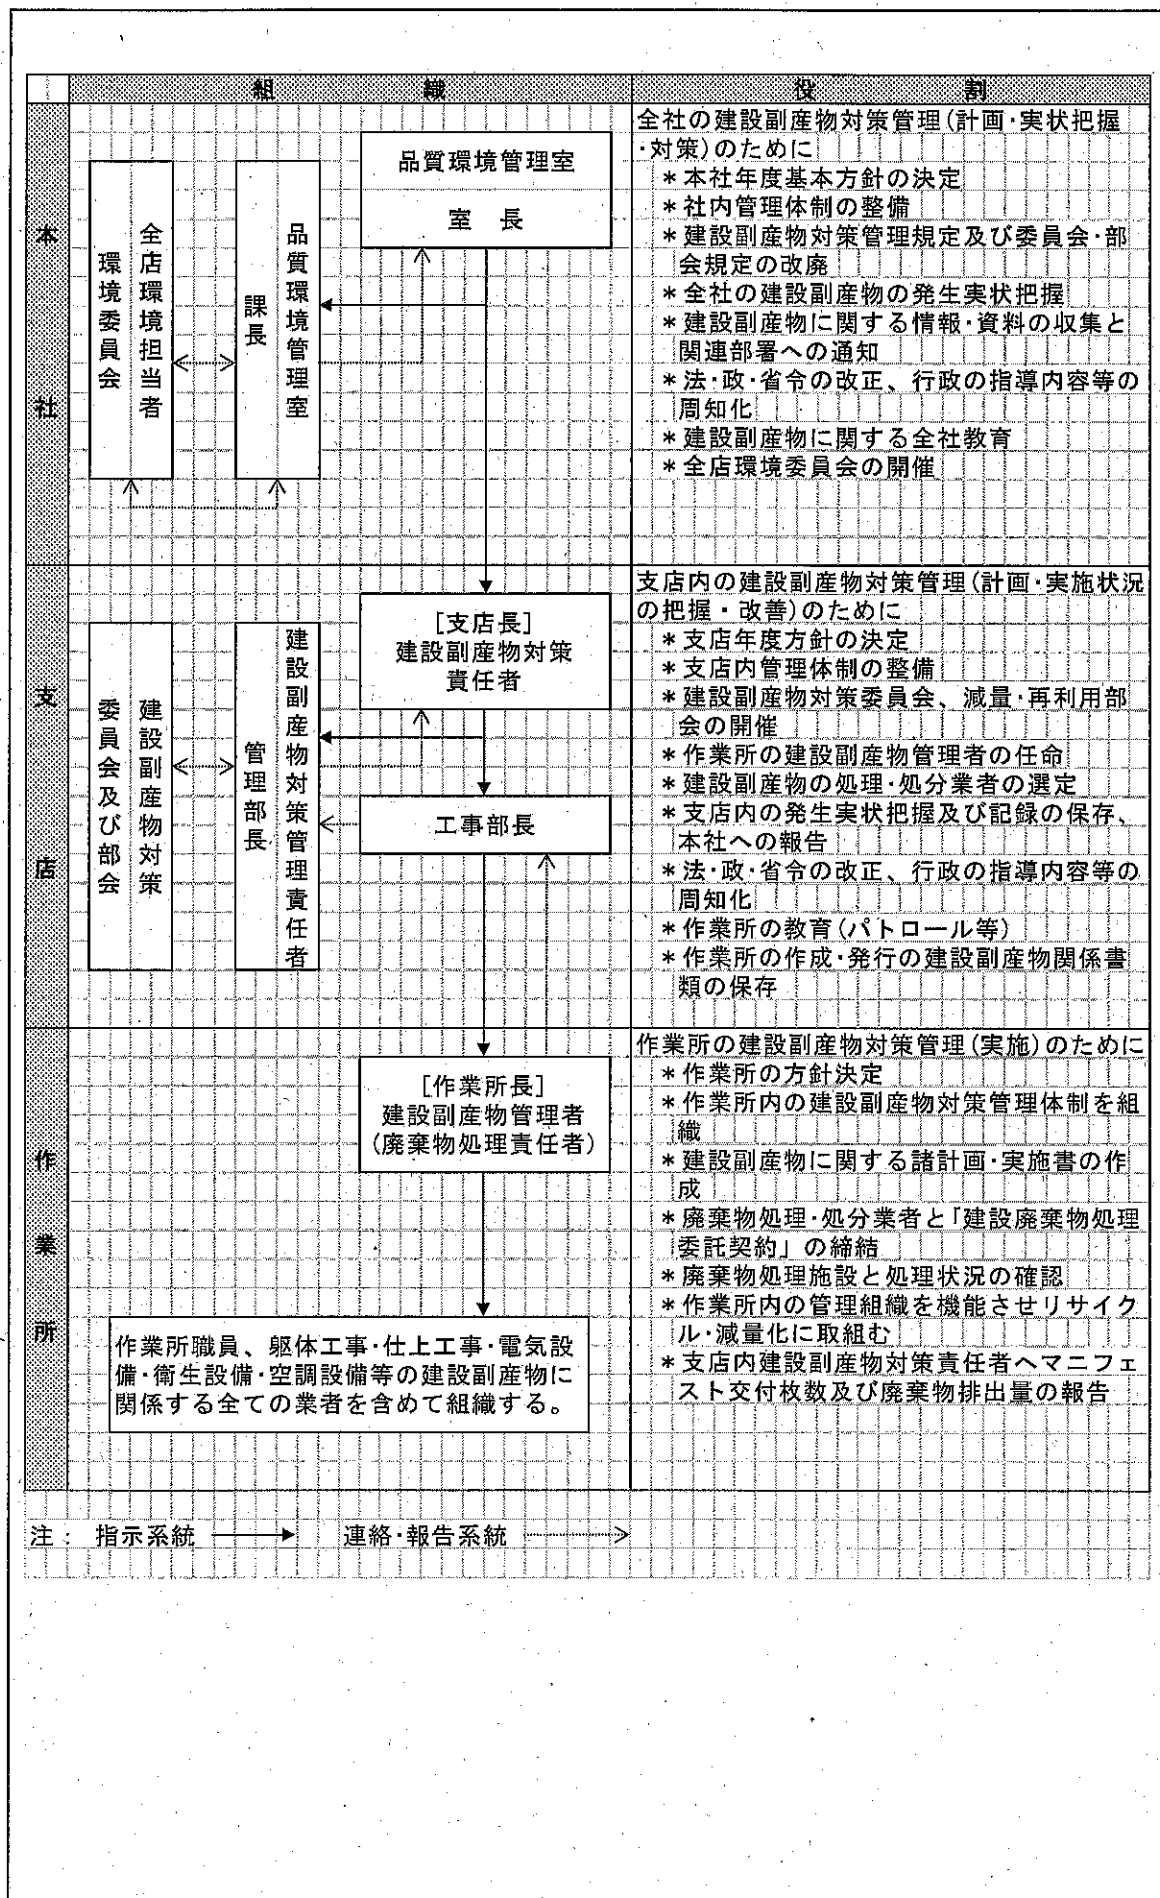 組　織
役　割
本社
全店環境担当者
環境委員会
品質環境管理室
課長
品質環境管理室
室　長
全社の建設副産物対策管理(計画･実状把握
･対策)のために
＊本社年度基本方針の決定
＊社内管理体制の整備
＊建設副産物対策管理規定及び委員会･部
会規定の改廃
＊全社の建設副産物の発生実状把握
＊建設副産物に関する情報･資料の収集と
関連部署への通知
＊法･政･省令の改正、行政の指導内容等の
周知化
＊建設副産物に関する全社教育
＊全店環境委員会の開催
支店
建設副産物対策
委員会及び部会
建設副産物対策管理責任者
管理部長
[支店長]
建設副産物対策
責任者
工事部長
支店内の建設副産物対策管理(計画･実施状況
の把握・改善)のために
＊支店年度方針の決定
＊支店内管理体制の整備
＊建設副産物対策委員会、減量･再利用部
会の開催
＊作業所の建設副産物管理者の任命
＊建設副産物の処理･処分業者の選定
＊支店内の発生実状把握及び記録の保存、
本社への報告
＊法･政･省令の改正、行政の指導内容等の
周知化
＊作業所の教育(パトロール等)
＊作業所の作成･発行の建設副産物関係書
類の保存
作業所
[作業所長]
建設副産物管理者
(廃棄物処理責任者)
作業所職員、躯体工事･仕上工事･電気設
備･衛生設備･空調設備等の建設副産物に
関係する全ての業者を含めて組織する。
作業所の建設副産物対策管理(実施)のために
＊作業所の方針決定
＊作業所内の建設副産物対策管理体制を組
織
＊建設副産物に関する諸計画･実施書の作
成
＊廃棄物処理･処分業者と「建設廃棄物処理
委託契約」の締結
＊廃棄物処理施設と処理状況の確認
＊作業所内の管理組織を機能させリサイク
ル･減量化に取組む
＊支店内建設副産物対策責任者へマニフェ
スト交付枚数及び廃棄物排出量の報告
注： 指示系統　　連絡･報告系統